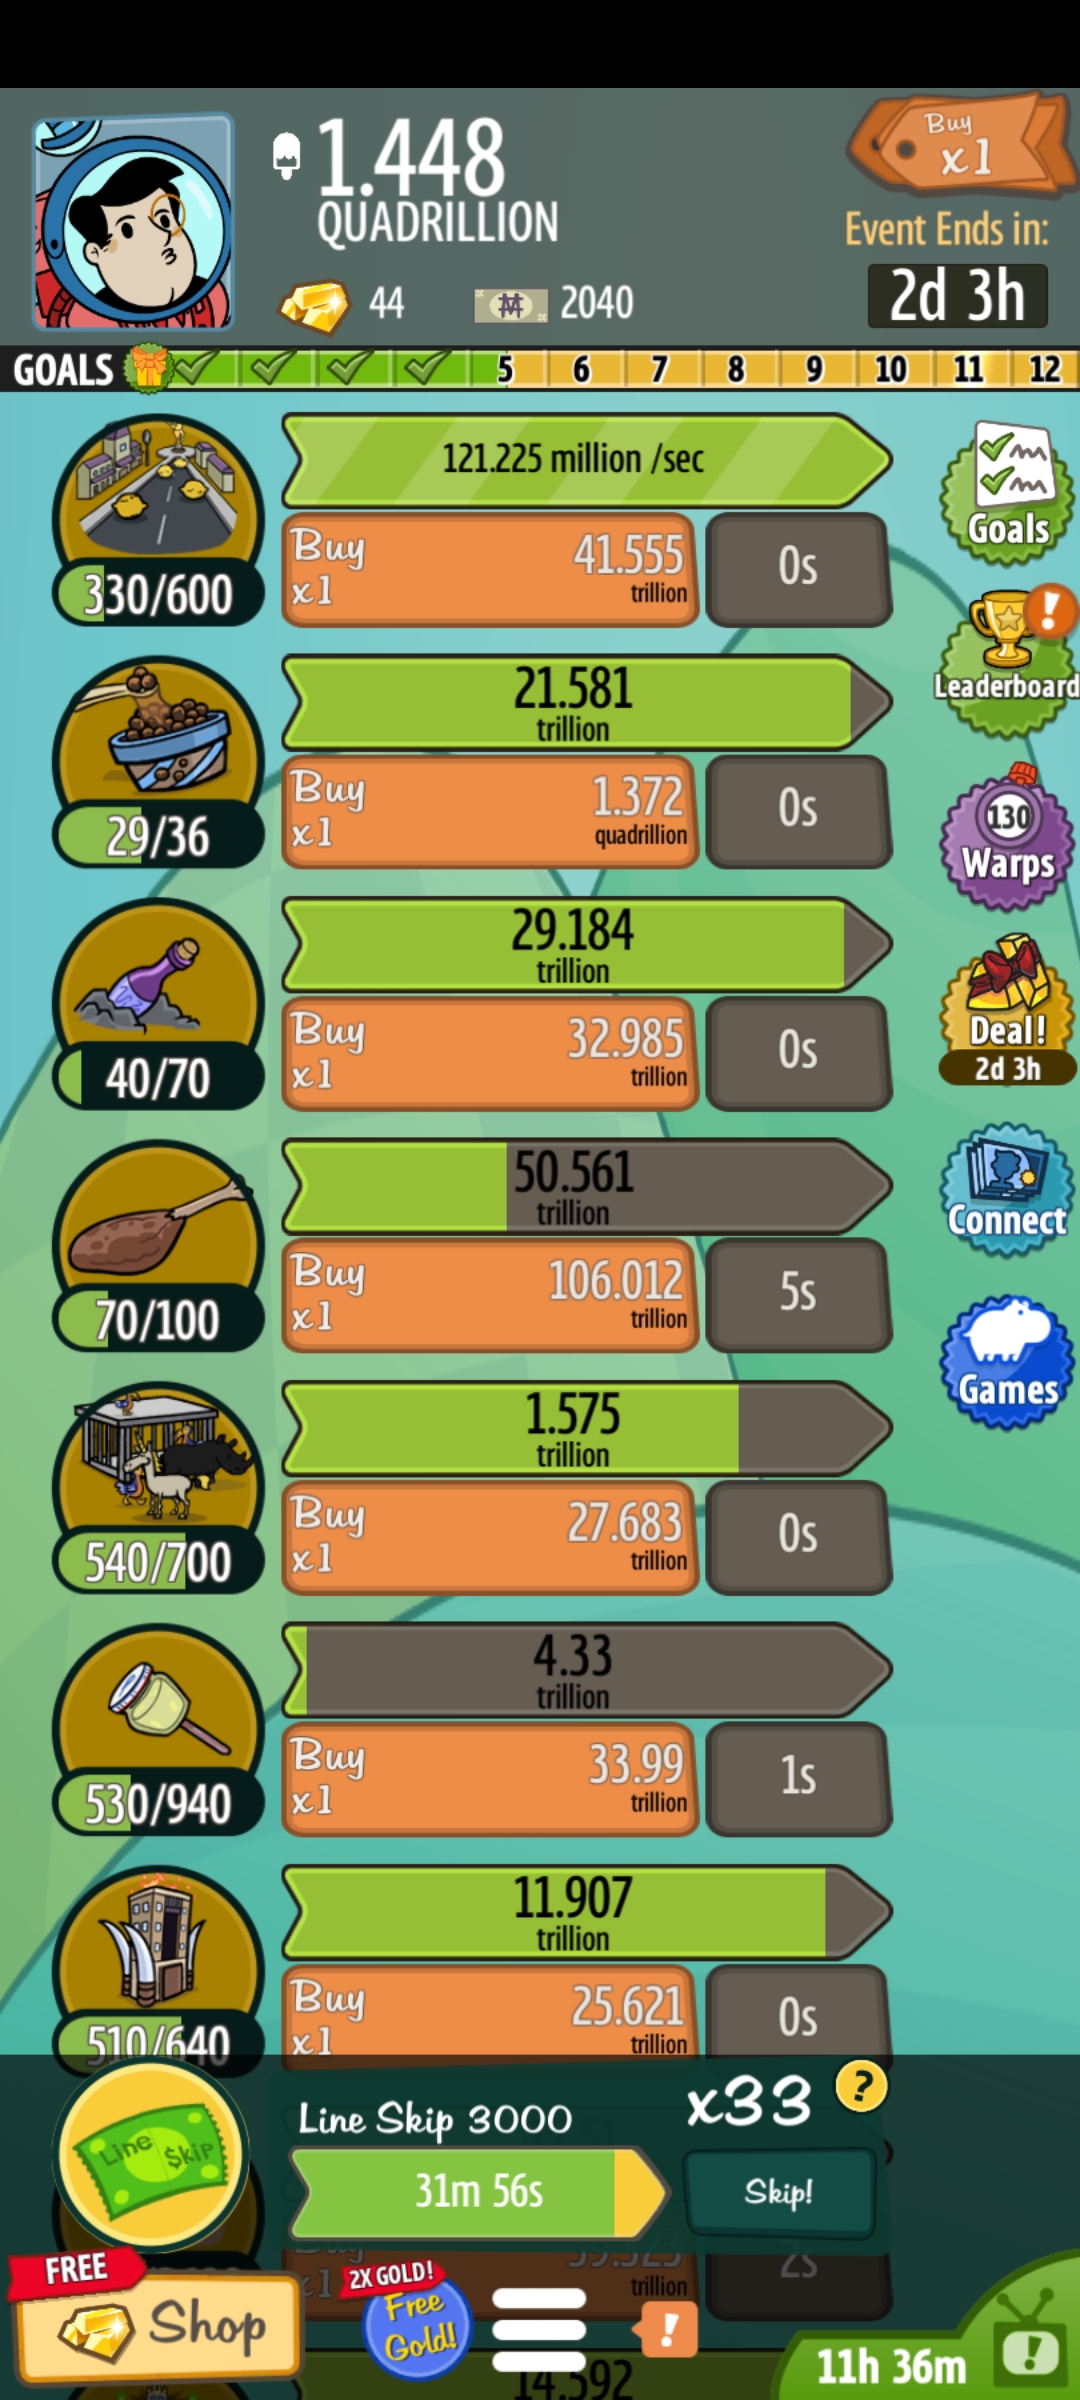 1.448
QUADRILLION
44
2040
Buy
x1
Event Ends in:
2d 3h
GOALS 5 6 7 8 9 10 11 12
121.225 million /sec
Buy
x1
41.555
trillion
0s
330/600
21.581
trillion
Buy
x1
1.372
quadrillion
0s
29/36
29.184
trillion
Buy
x1
32.985
trillion
0s
40/70
50.561
trillion
Buy
x1
106.012
trillion
5s
70/100
1.575
trillion
Buy
x1
27.683
trillion
0s
540/700
4.33
trillion
Buy
x1
33.99
trillion
1s
530/940
11.907
trillion
Buy
x1
25.621
trillion
0s
510/640
Goals
!
Leaderboard
130
Warps
Deal!
2d 3h
Connect
Games
Line Skip
Line Skip 3000
x33
?
31m 56s
Skip!
trillion
2s
FREE
Shop
2X GOLD!
Free
Gold!
!
14.592
11h 36m
!